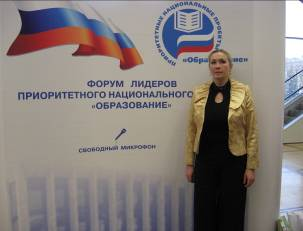 ПРИОРИТЕТНЫЕ НАЦИОНАЛЬНЫЕ ПРОЕКТЫ
«Образование»
ФОРУМ ЛИДЕРОВ
ПРИОРИТЕТНОГО НАЦИОНАЛЬНОГО
«ОБРАЗОВАНИЕ»
СВОБОДНЫЙ МИКРОФОН